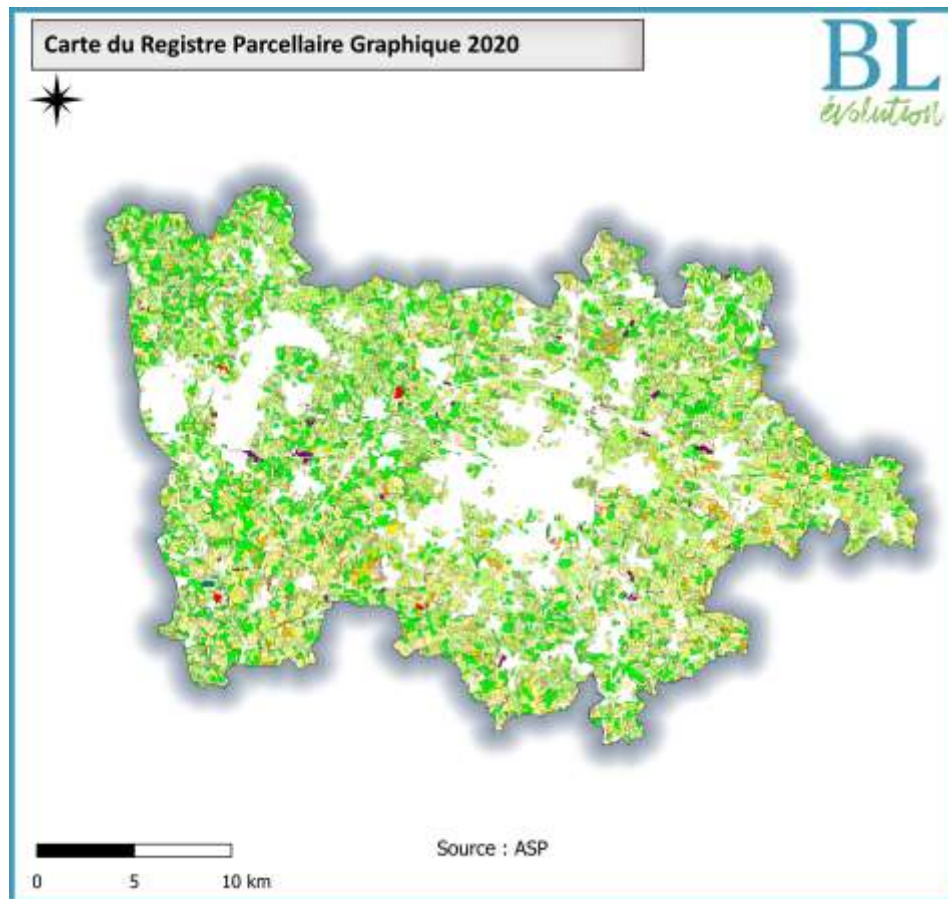 Carte du Registre Parcellaire Graphique 2020
BL
évolution
Source : ASP
0 5 10 km